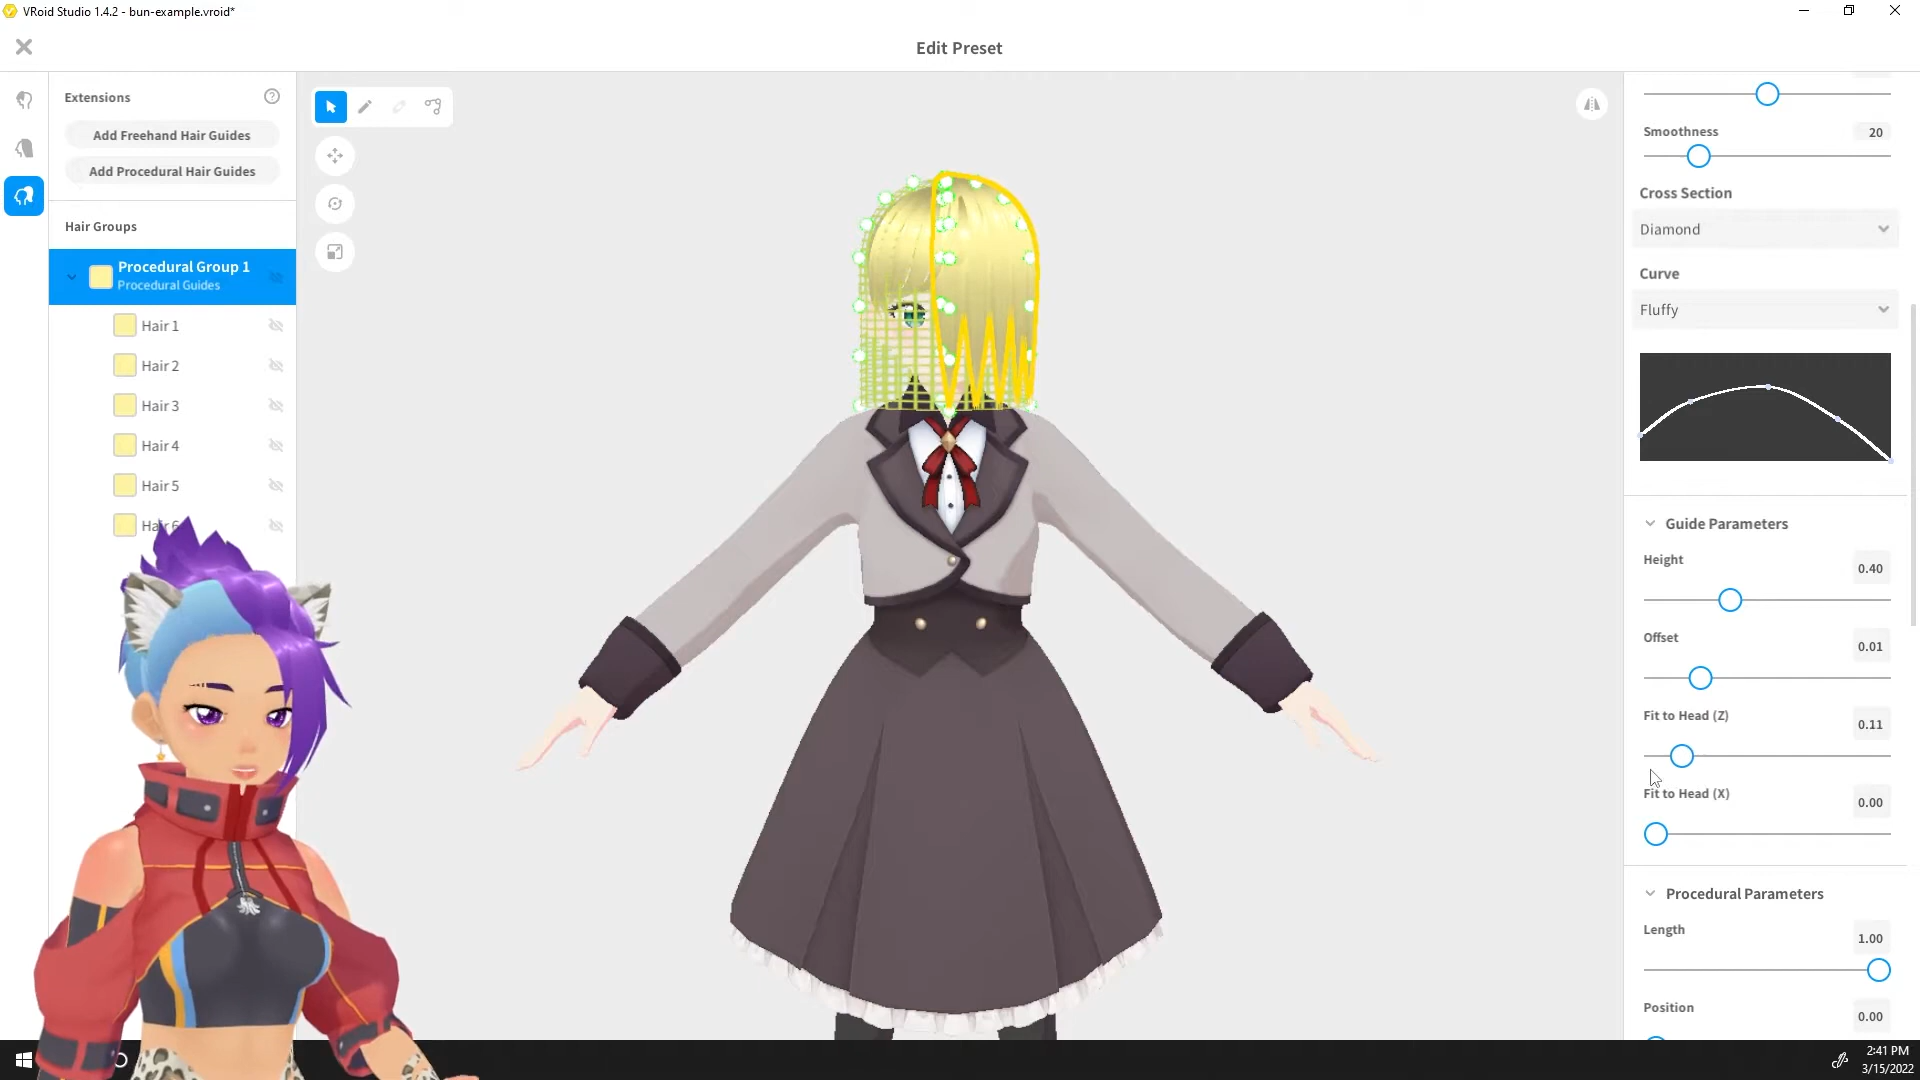 VRoid Studio 1.4.2 - bun-example.vroid*
Edit Preset
Extensions
Add Freehand Hair Guides
Add Procedural Hair Guides
Hair Groups
Procedural Group 1
Procedural Guides
Hair 1
Hair 2
Hair 3
Hair 4
Hair 5
Hair 6
Smoothness
20
Cross Section
Diamond
Curve
Fluffy
Guide Parameters
Height
0.40
Offset
0.01
Fit to Head (Z)
0.11
Fit to Head (X)
0.00
Procedural Parameters
Length
1.00
Position
0.00
2:41 PM
3/15/2022